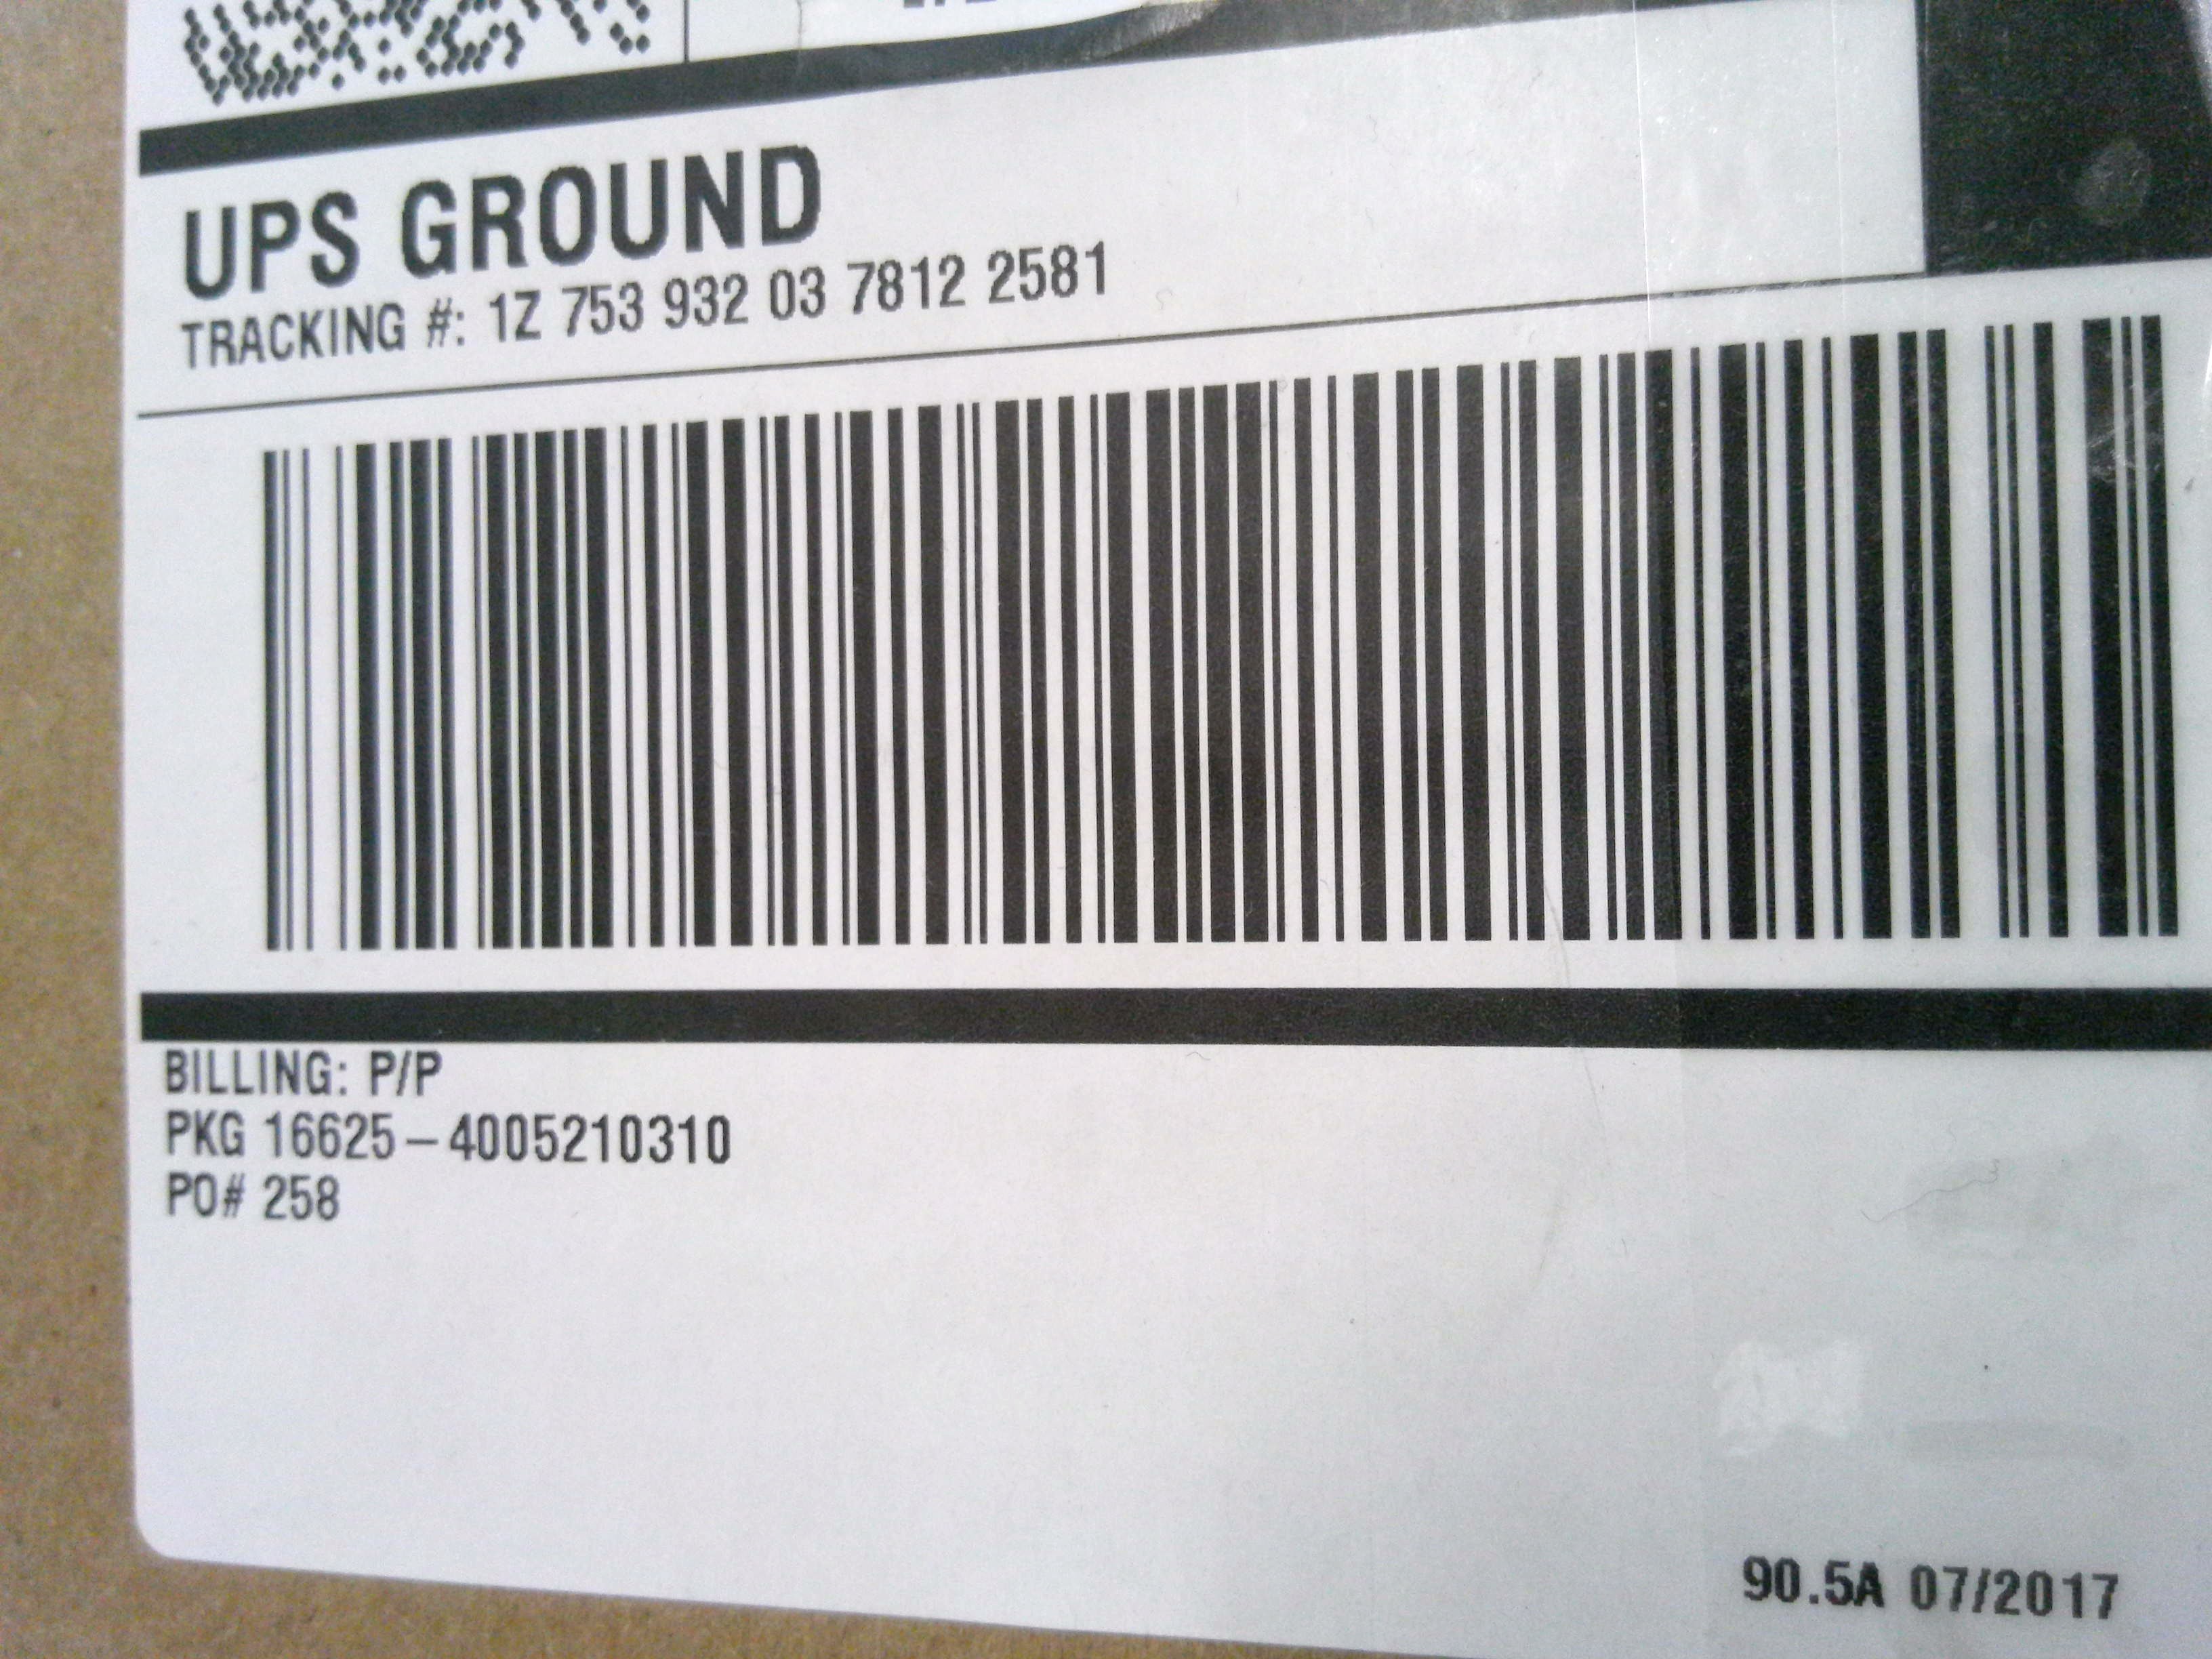 UPS GROUND
TRACKING #: 1Z 753 932 03 7812 2581
BILLING: P/P
PKG 16625-4005210310
PO# 258
90.5A 07/2017